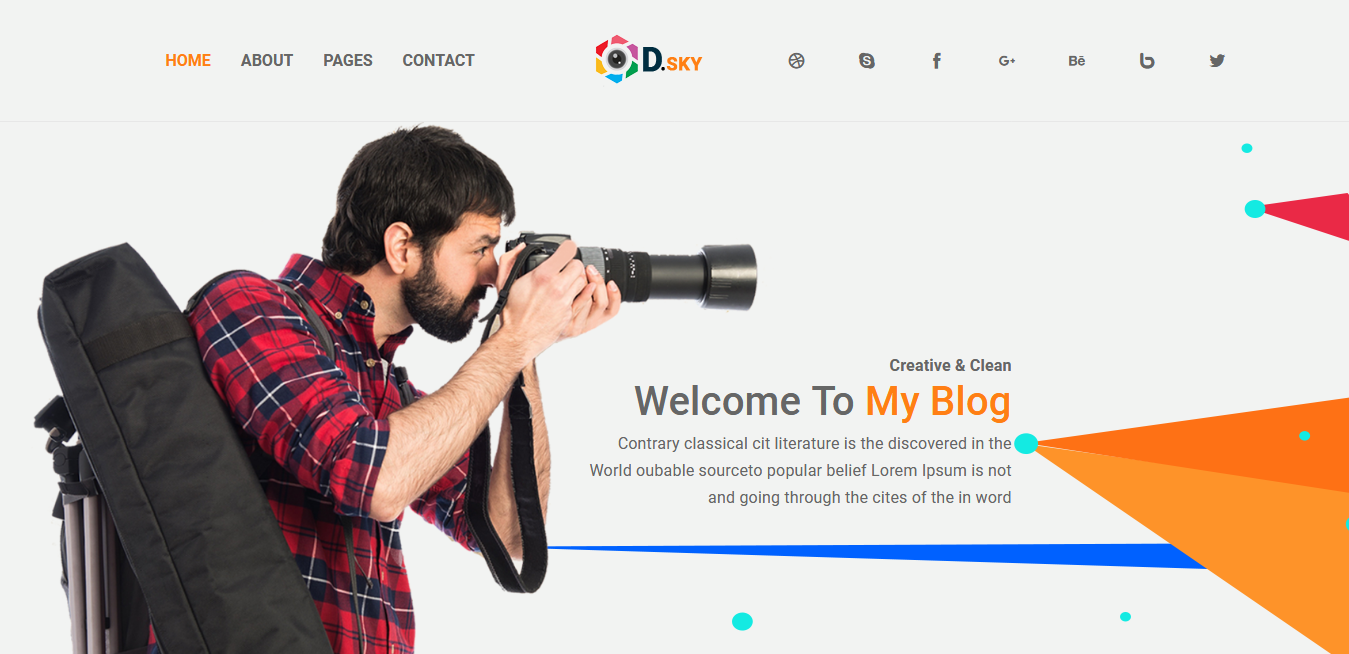 HOME ABOUT PAGES CONTACT
D.SKY
G+ Bē
Creative & Clean
Welcome To My Blog
Contrary classical cit literature is the discovered in the
World oubable sourceto popular belief Lorem Ipsum is not
and going through the cites of the in word